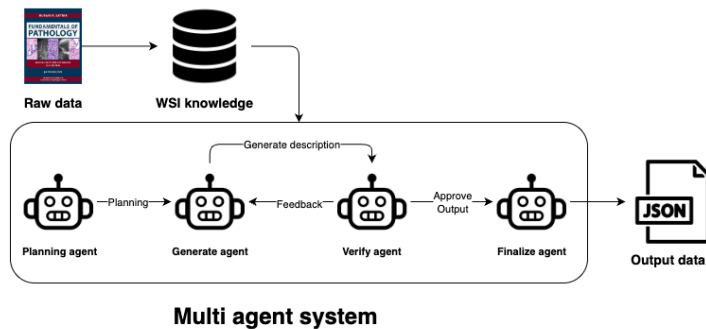 FUNDAMENTALS OF
PATHOLOGY
Raw data
WSI knowledge
Generate description
Planning
Feedback
Approve
Output
Planning agent
Generate agent
Verify agent
Finalize agent
JSON
Output data
Multi agent system